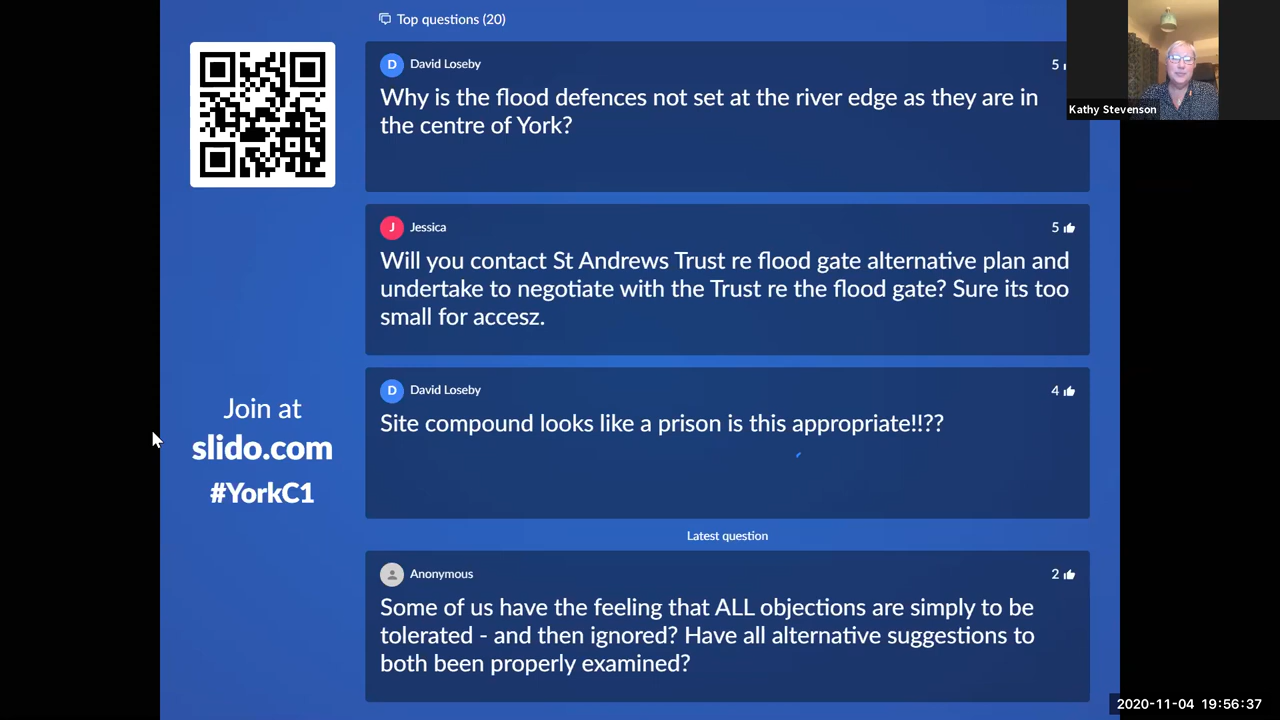 Top questions (20)
D David Loseby
5
Why is the flood defences not set at the river edge as they are in
the centre of York?
Kathy Stevenson
J Jessica
5
Will you contact St Andrews Trust re flood gate alternative plan and
undertake to negotiate with the Trust re the flood gate? Sure its too
small for accesz.
D David Loseby
4
Site compound looks like a prison is this appropriate!!??
Join at
slido.com
#YorkC1
Latest question
Anonymous
2
Some of us have the feeling that ALL objections are simply to be
tolerated - and then ignored? Have all alternative suggestions to
both been properly examined?
2020-11-04 19:56:37